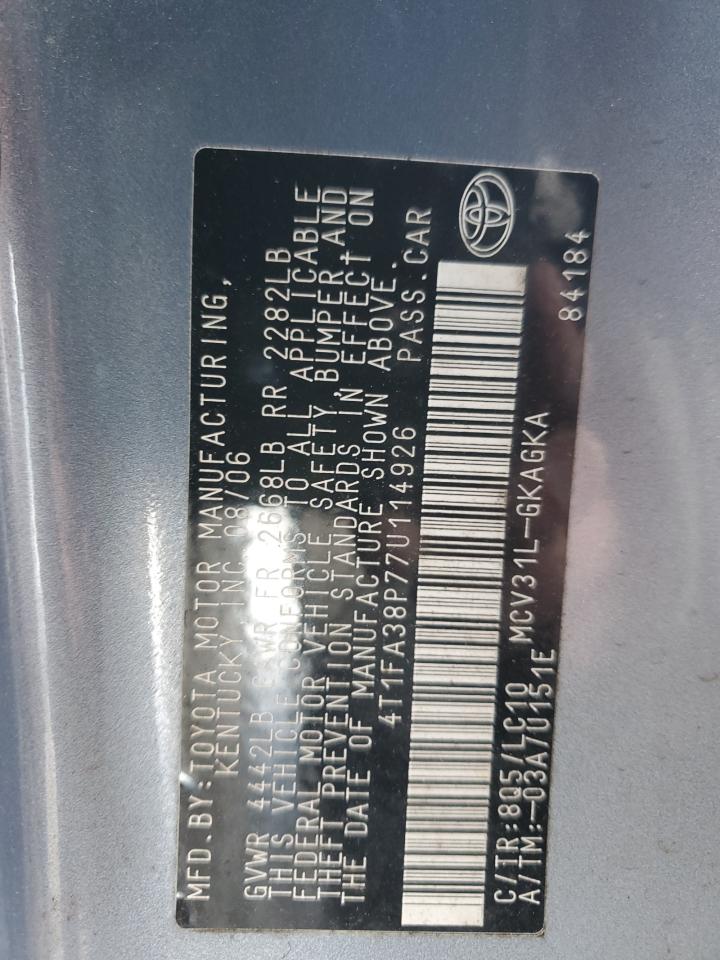 MFD.BY:TOYOTA MOTOR MANUFACTURING,
KENTUCKY INC 08/06
GVWR 4442LB GAWR FR 2668LB RR 2282LB
THIS VEHICLE CONFORMS TO ALL APPLICABLE
FEDERAL MOTOR VEHICLE SAFETY, BUMPER, AND
THEFT PREVENTION STANDARDS IN EFFECT ON
THE DATE OF MANUFACTURE SHOWN ABOVE.
4T1FA38P77U114926 PASS.CAR
C/TR:8Q5/LC10 MCV31L-GKAGKA
A/TM:-03A/U151E
84184